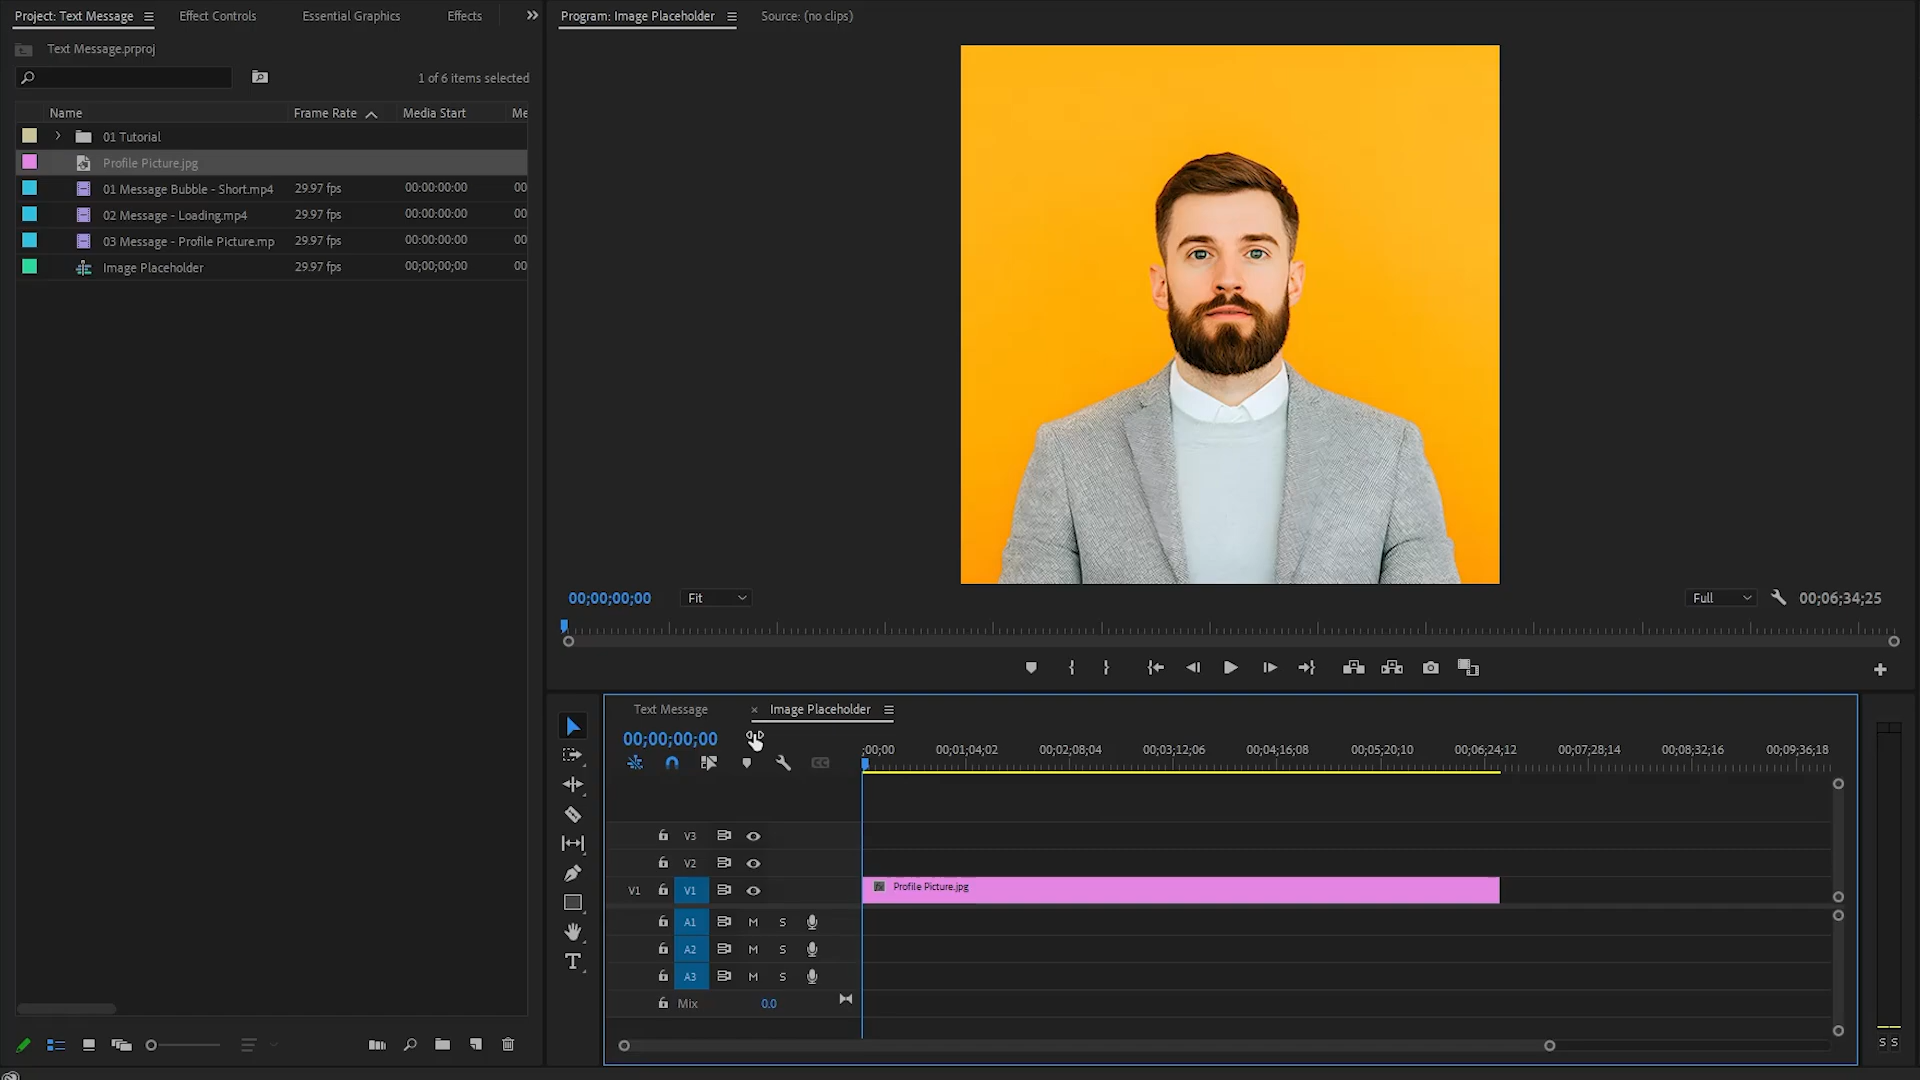 Project: Text Message
Effect Controls
Essential Graphics
Effects
Program: Image Placeholder
Source: (no clips)
Text Message.prproj
1 of 6 items selected
Name
Frame Rate
Media Start
Me
01 Tutorial
Profile Picture.jpg
01 Message Bubble - Short.mp4 29.97 fps 00:00:00:00 00
02 Message - Loading.mp4 29.97 fps 00:00:00:00 00
03 Message - Profile Picture.mp 29.97 fps 00:00:00:00 00
Image Placeholder 29.97 fps 00;00;00;00 00
00;00;00;00
Fit
Full
00;06;34;25
Text Message
Image Placeholder
00;00;00;00
;00;00 00;01;04;02 00;02;08;04 00;03;12;06 00;04;16;08 00;05;20;10 00;06;24;12 00;07;28;14 00;08;32;16 00;09;36;18
CC
V3
V2
V1 V1
fx Profile Picture.jpg
A1 M S
A2 M S
A3 M S
Mix 0.0
S S